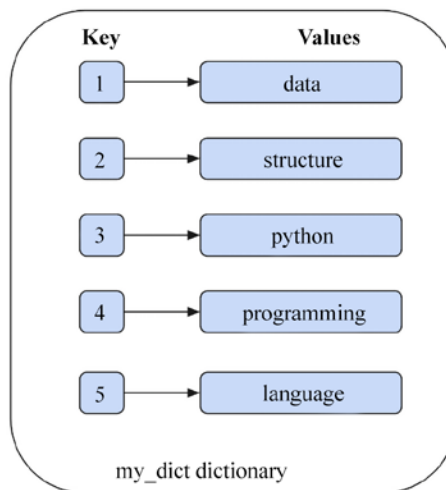 Key Values
1 data
2 structure
3 python
4 programming
5 language
my_dict dictionary